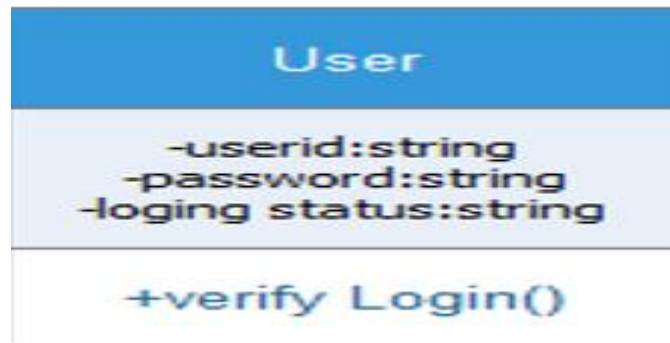 User
-userid:string
-password:string
-loging status:string
+verify Login()